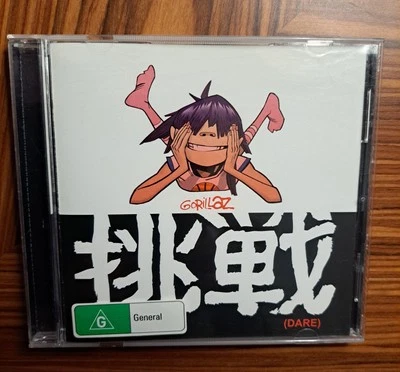 GORILLAZ
挑戦
(DARE)
G
General